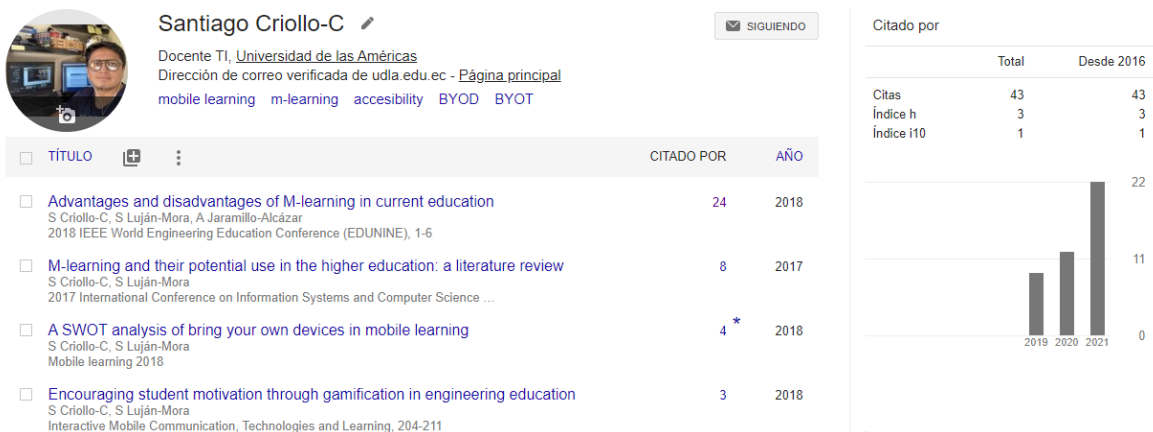 Santiago Criollo-C
SIGUIENDO
Docente TI, Universidad de las Américas
Dirección de correo verificada de udla.edu.ec - Página principal
mobile learning m-learning accesibility BYOD BYOT
TÍTULO CITADO POR AÑO
Advantages and disadvantages of M-learning in current education 24 2018
S Criollo-C, S Luján-Mora, A Jaramillo-Alcázar
2018 IEEE World Engineering Education Conference (EDUNINE), 1-6
M-learning and their potential use in the higher education: a literature review 8 2017
S Criollo-C, S Luján-Mora
2017 International Conference on Information Systems and Computer Science ...
A SWOT analysis of bring your own devices in mobile learning 4 * 2018
S Criollo-C, S Luján-Mora
Mobile learning 2018
Encouraging student motivation through gamification in engineering education 3 2018
S Criollo-C, S Luján-Mora
Interactive Mobile Communication, Technologies and Learning, 204-211
Citado por
Total Desde 2016
Citas 43 43
Índice h 3 3
Índice i10 1 1
22
11
0
2019 2020 2021